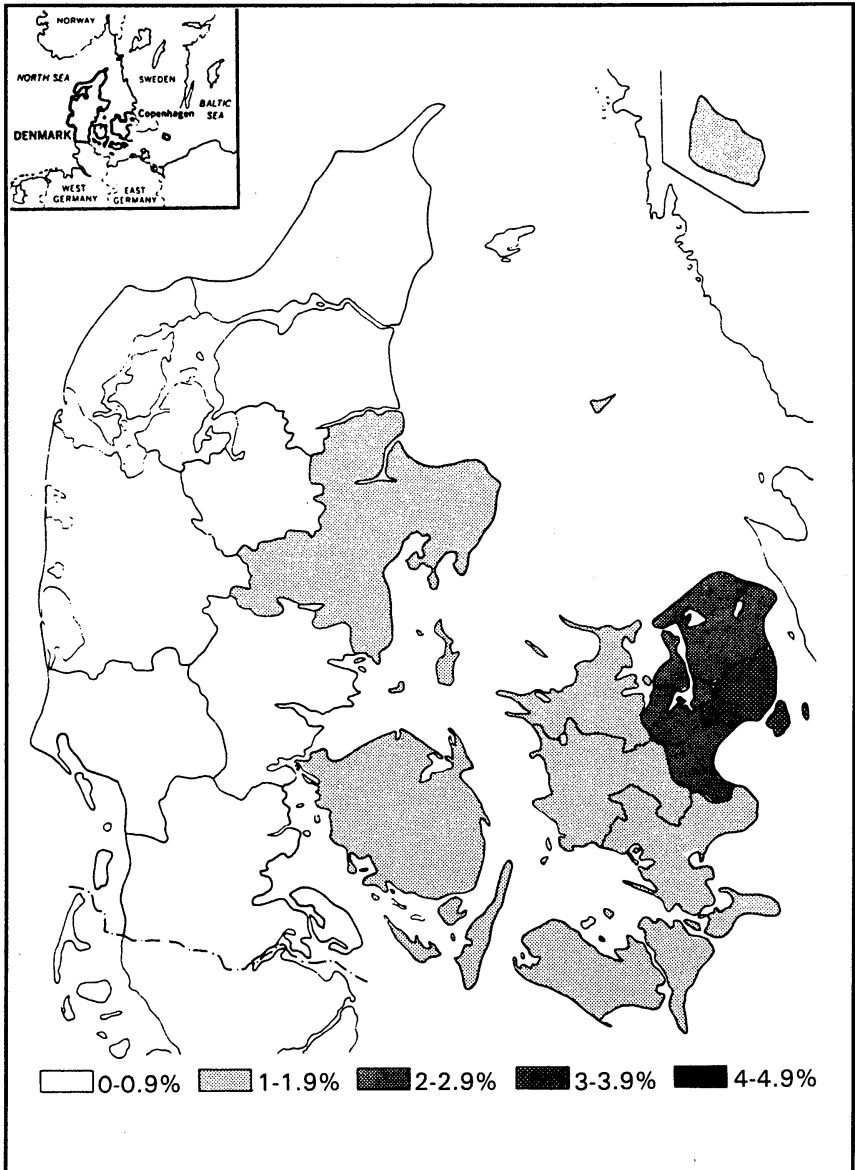 NORWAY
NORTH SEA
SWEDEN
Copenhagen
BALTIC
SEA
DENMARK
WEST
GERMANY
EAST
GERMANY
0-0.9%
1-1.9%
2-2.9%
3-3.9%
4-4.9%